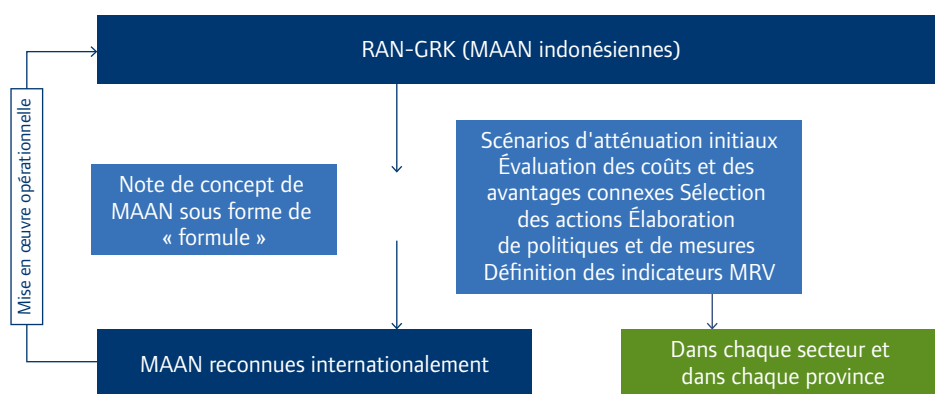 RAN-GRK (MAAN indonésiennes)
Mise en œuvre opérationnelle
Note de concept de
MAAN sous forme de
« formule »
Scénarios d'atténuation initiaux
Évaluation des coûts et des
avantages connexes Sélection
des actions Élaboration
de politiques et de mesures
Définition des indicateurs MRV
MAAN reconnues internationalement
Dans chaque secteur et
dans chaque province